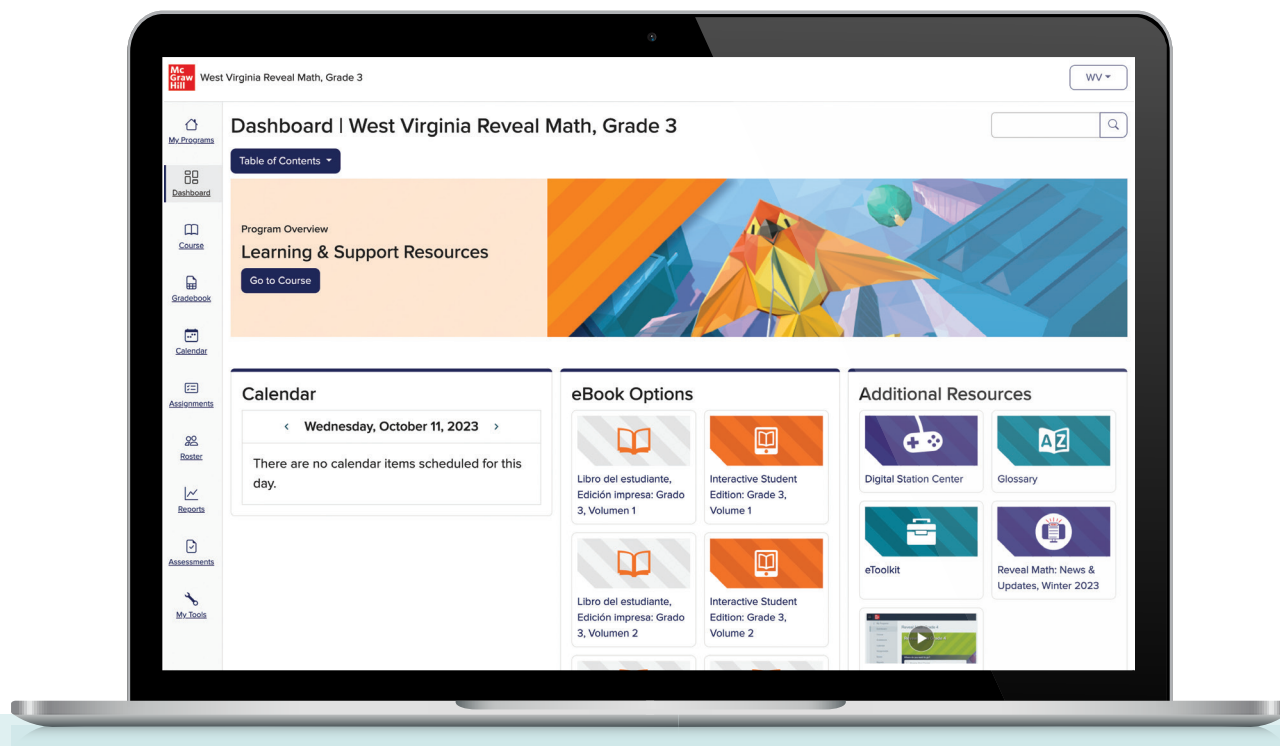 Mc
Graw
Hill
West Virginia Reveal Math, Grade 3
WV
My Programs
Dashboard
Course
Gradebook
Calendar
Assignments
Roster
Reports
Assessments
My Tools
Dashboard | West Virginia Reveal Math, Grade 3
Table of Contents
Program Overview
Learning & Support Resources
Go to Course
Calendar
< Wednesday, October 11, 2023 >
There are no calendar items scheduled for this
day.
eBook Options
Libro del estudiante,
Edición impresa: Grado
3, Volumen 1
Interactive Student
Edition: Grade 3,
Volume 1
Libro del estudiante,
Edición impresa: Grado
3, Volumen 2
Interactive Student
Edition: Grade 3,
Volume 2
Additional Resources
Digital Station Center
AZ
Glossary
eToolkit
Reveal Math: News &
Updates, Winter 2023